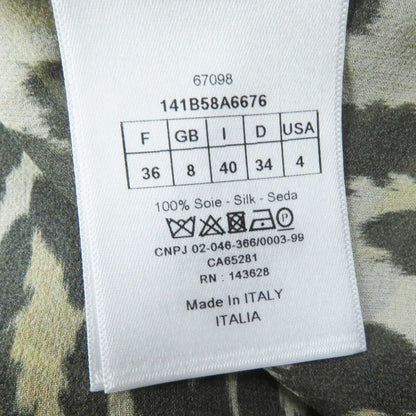 67098
141B58A6676
F GB I D USA
36 8 40 34 4
100% Soie - Silk - Seda
P
CNPJ 02-046-366/0003-99
CA65281
RN : 143628
Made In ITALY
ITALIA